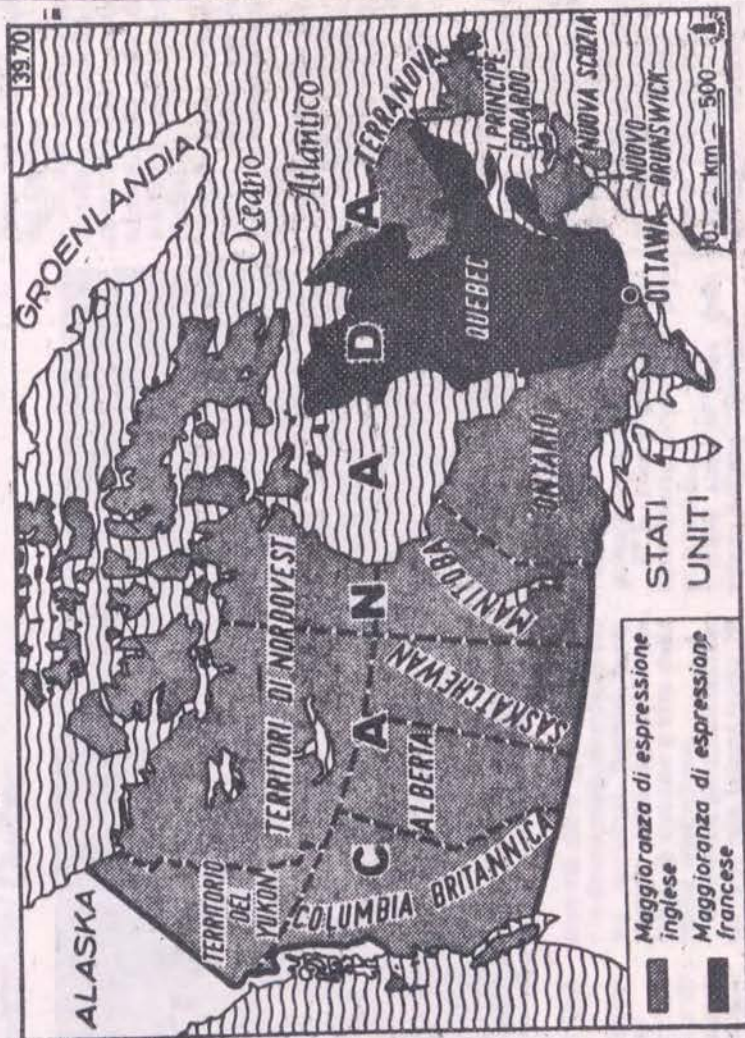 39.70
GROENLANDIA
ALASKA
Oceano
Atlantico
TERRITORIO
DEL
YUKON
TERRITORI DI NORDOVEST
CANADA
COLUMBIA BRITANNICA
ALBERTA
SASKATCHEWAN
MANITOBA
ONTARIO
QUEBEC
TERRANOVA
I. PRINCIPE
EDOARDO
NUOVA SCOZIA
NUOVO
BRUNSWICK
OTTAWA
STATI
UNITI
0 km 500
Maggioranza di espressione
inglese
Maggioranza di espressione
francese